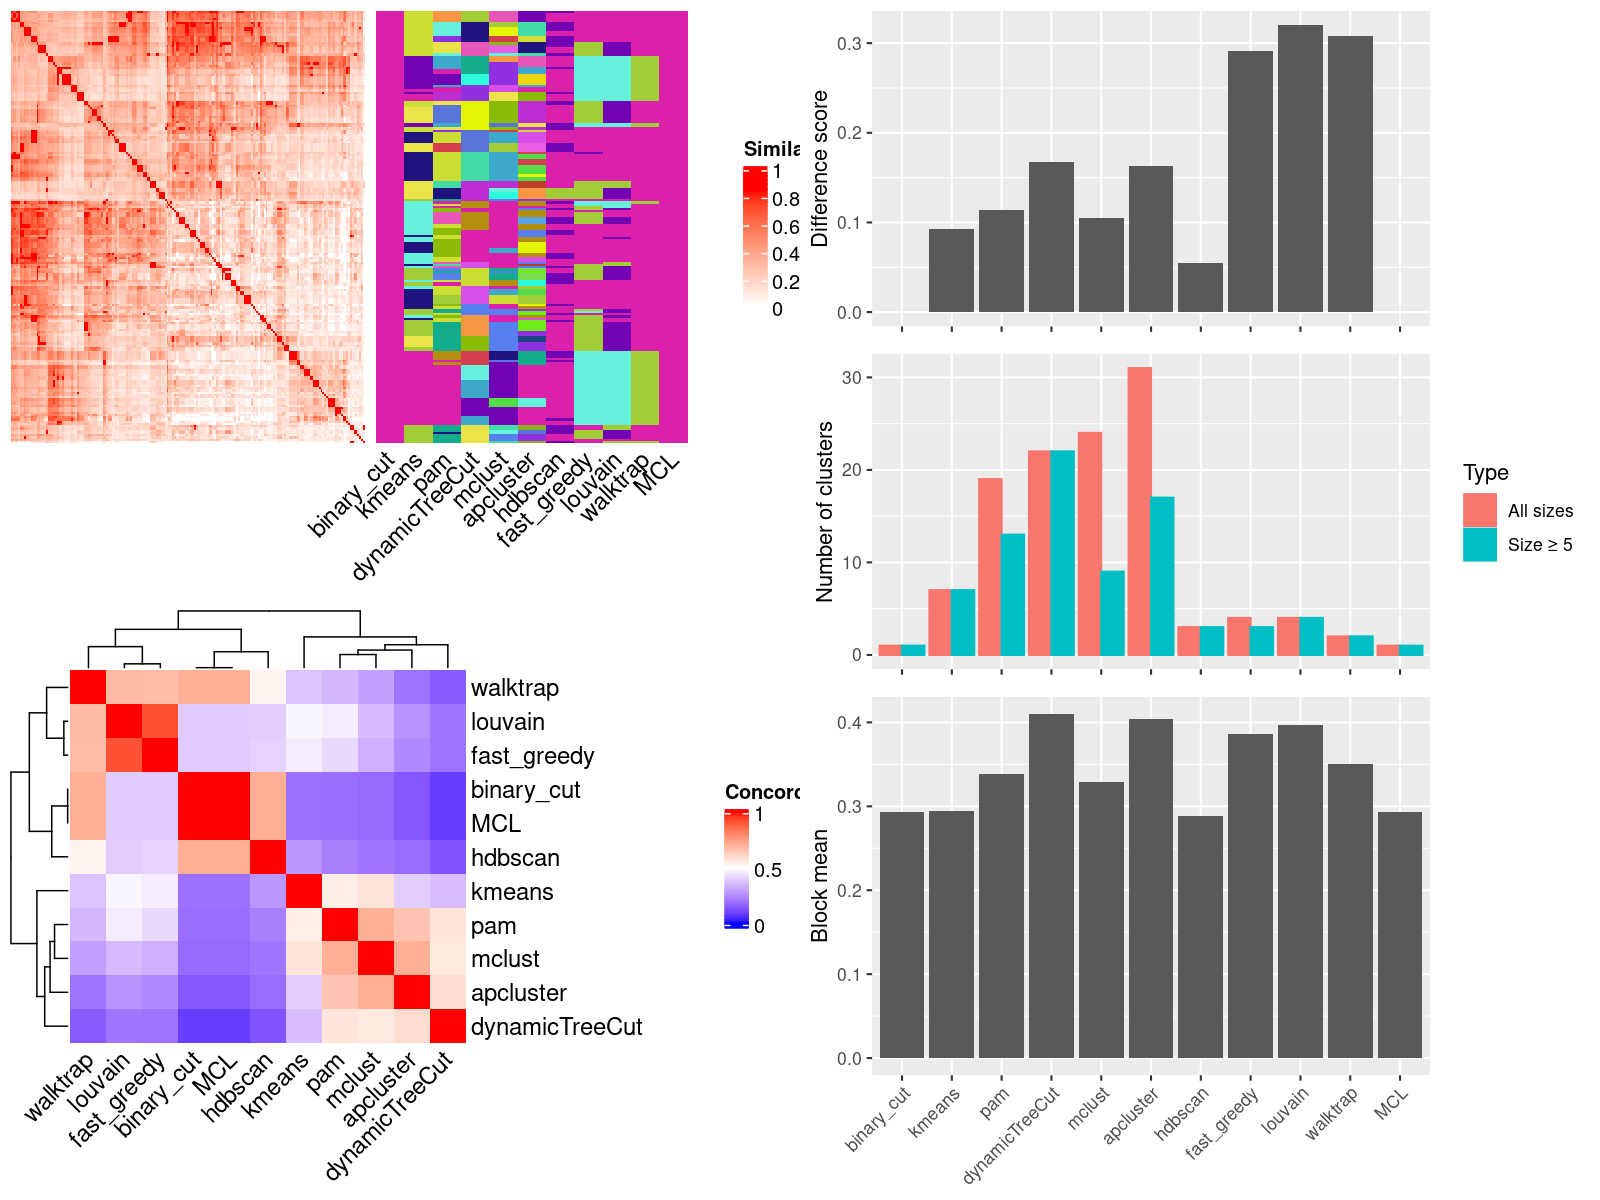 binary_cut
kmeans
pam
dynamicTreeCut
mclust
apcluster
hdbscan
fast_greedy
louvain
walktrap
MCL
Simila
1
0.8
0.6
0.4
0.2
0
walktrap
louvain
fast_greedy
binary_cut
MCL
hdbscan
kmeans
pam
mclust
apcluster
dynamicTreeCut
walktrap
louvain
fast_greedy
binary_cut
MCL
hdbscan
kmeans
pam
mclust
apcluster
dynamicTreeCut
Concord
1
0.5
0
Difference score
0.3
0.2
0.1
0.0
Number of clusters
30
20
10
0
Type
All sizes
Size ≥ 5
Block mean
0.4
0.3
0.2
0.1
0.0
binary_cut
kmeans
pam
dynamicTreeCut
mclust
apcluster
hdbscan
fast_greedy
louvain
walktrap
MCL